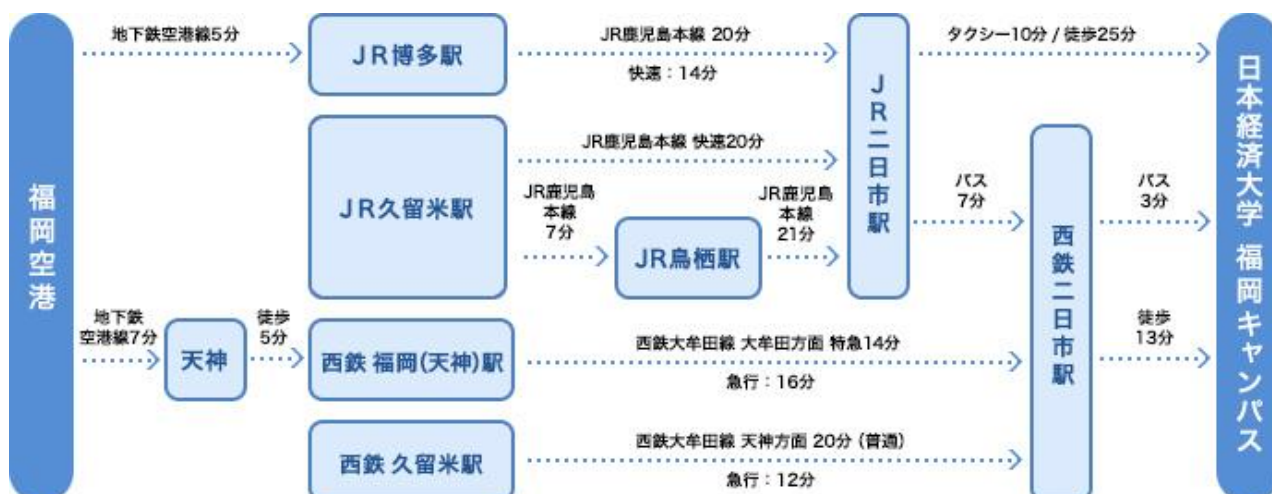 福岡空港
地下鉄空港線5分
JR博多駅
JR鹿児島本線 20分
快速：14分
JR二日市駅
タクシー10分 / 徒歩25分
日本経済大学 福岡キャンパス
JR久留米駅
JR鹿児島本線 快速20分
JR鹿児島
本線
7分
JR鳥栖駅
JR鹿児島
本線
21分
バス
7分
西鉄二日市駅
バス
3分
地下鉄
空港線7分
天神
徒歩
5分
西鉄 福岡(天神)駅
西鉄大牟田線 大牟田方面 特急14分
急行：16分
徒歩
13分
西鉄 久留米駅
西鉄大牟田線 天神方面 20分 (普通)
急行：12分